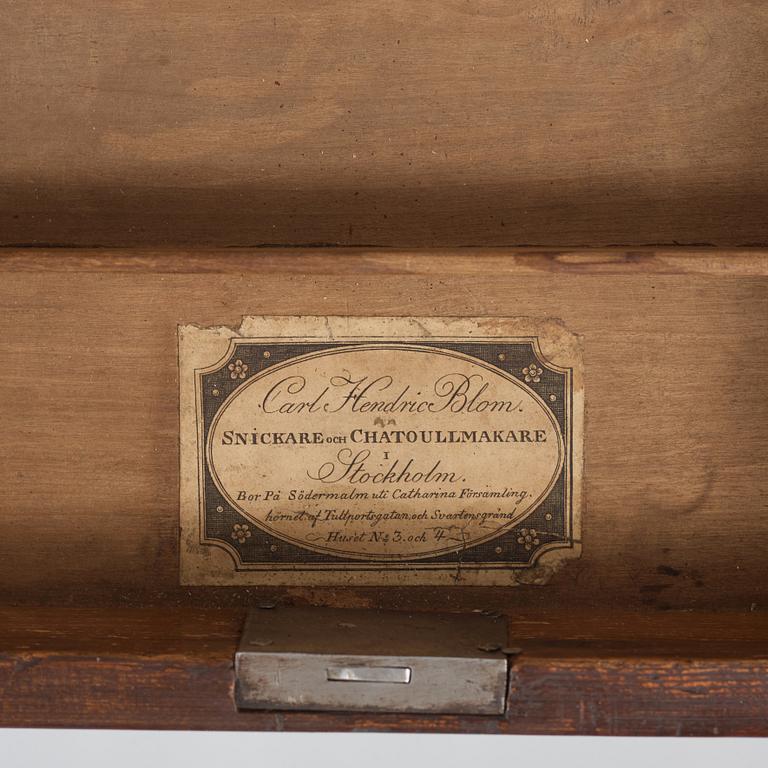 Carl Hendric Blom.
SNICKARE OCH CHATOULLMAKARE
I
Stockholm.
Bor På Södermalm uti Catharina Församling.
hörnet af Tullportsgatan och Svartensgränd
Huset No 3. och 4